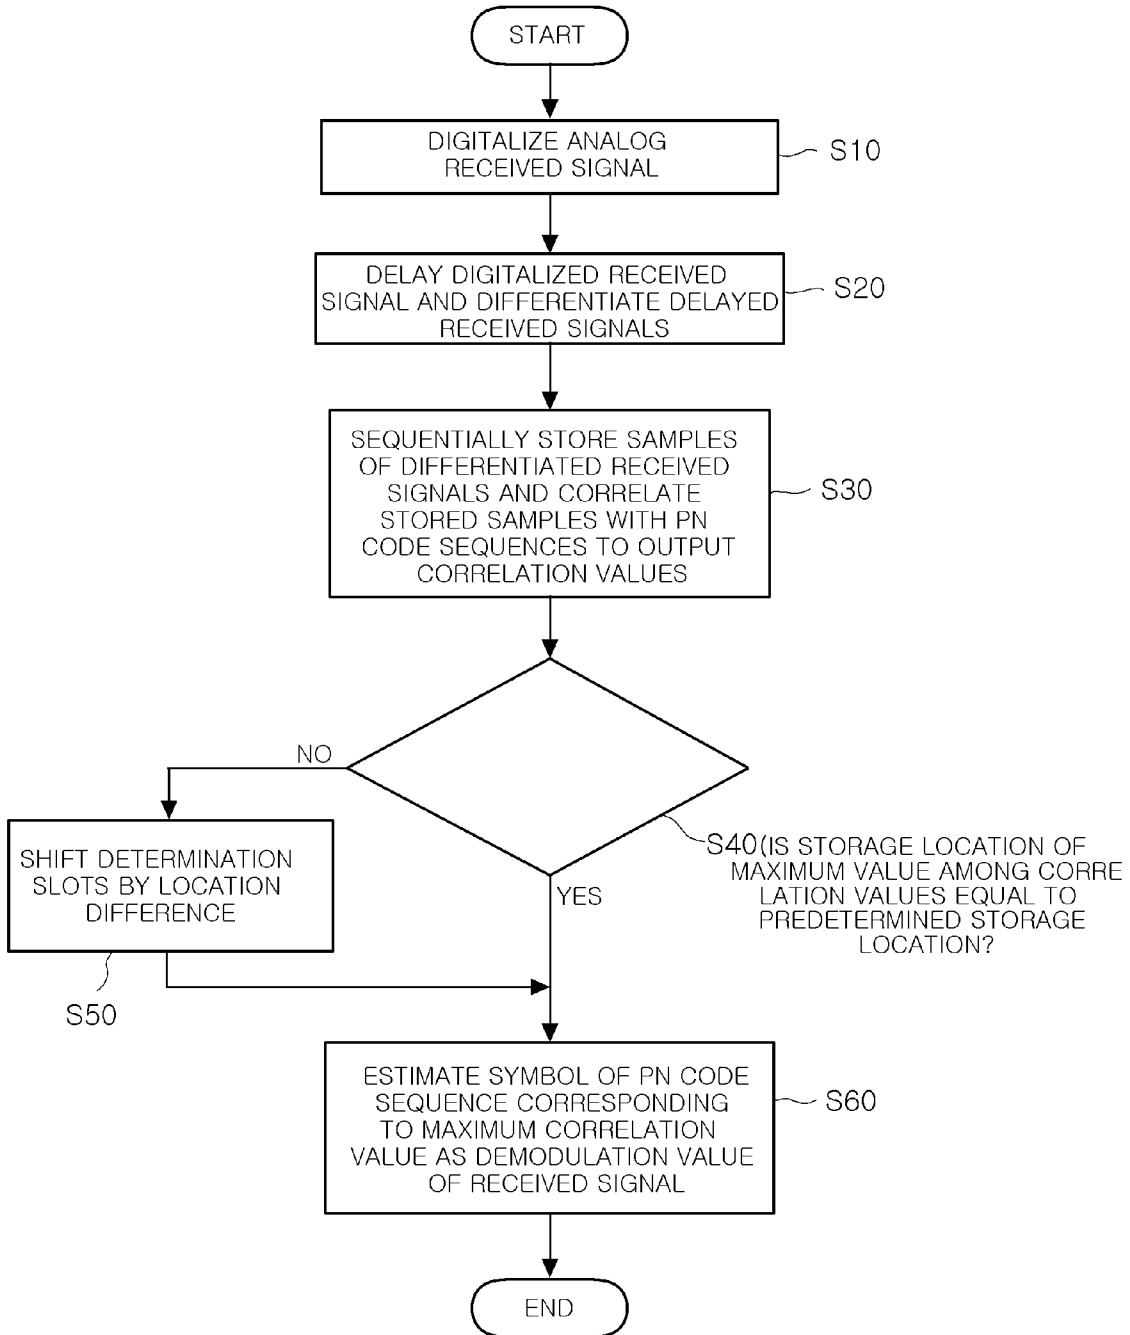 START
DIGITALIZE ANALOG
RECEIVED SIGNAL
S10
DELAY DIGITALIZED RECEIVED
SIGNAL AND DIFFERENTIATE DELAYED
RECEIVED SIGNALS
S20
SEQUENTIALLY STORE SAMPLES
OF DIFFERENTIATED RECEIVED
SIGNALS AND CORRELATE
STORED SAMPLES WITH PN
CODE SEQUENCES TO OUTPUT
CORRELATION VALUES
S30
NO
S40(IS STORAGE LOCATION OF
MAXIMUM VALUE AMONG CORRE
LATION VALUES EQUAL TO
PREDETERMINED STORAGE
LOCATION?
YES
SHIFT DETERMINATION
SLOTS BY LOCATION
DIFFERENCE
S50
ESTIMATE SYMBOL OF PN CODE
SEQUENCE CORRESPONDING
TO MAXIMUM CORRELATION
VALUE AS DEMODULATION VALUE
OF RECEIVED SIGNAL
S60
END